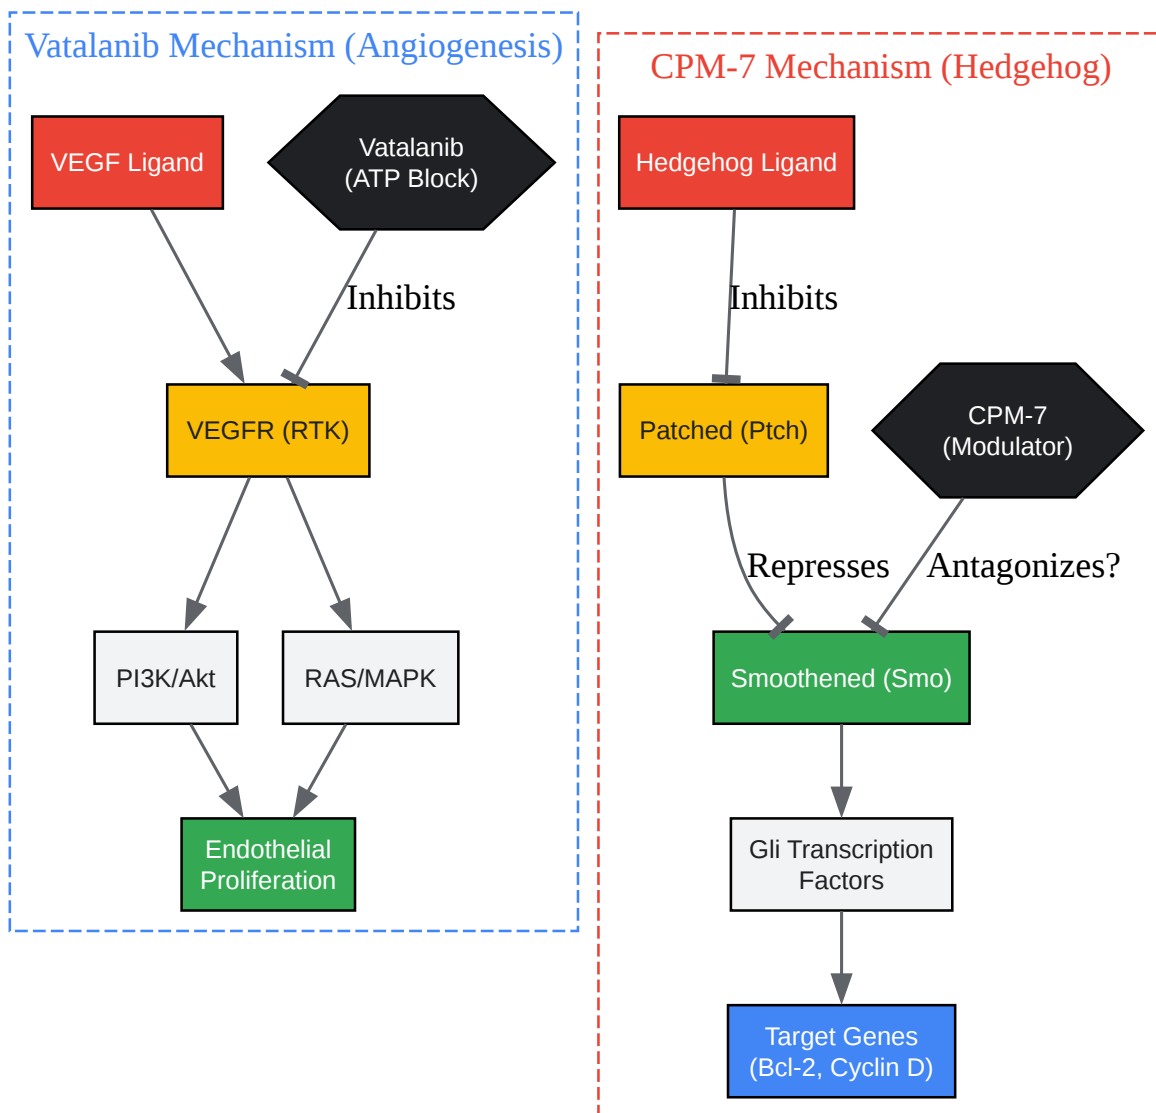 Vatalanib Mechanism (Angiogenesis)
VEGF Ligand
Vatalanib
(ATP Block)
Inhibits
VEGFR (RTK)
PI3K/Akt
RAS/MAPK
Endothelial
Proliferation
CPM-7 Mechanism (Hedgehog)
Hedgehog Ligand
Inhibits
Patched (Ptch)
CPM-7
(Modulator)
Represses
Antagonizes?
Smoothened (Smo)
Gli Transcription
Factors
Target Genes
(Bcl-2, Cyclin D)